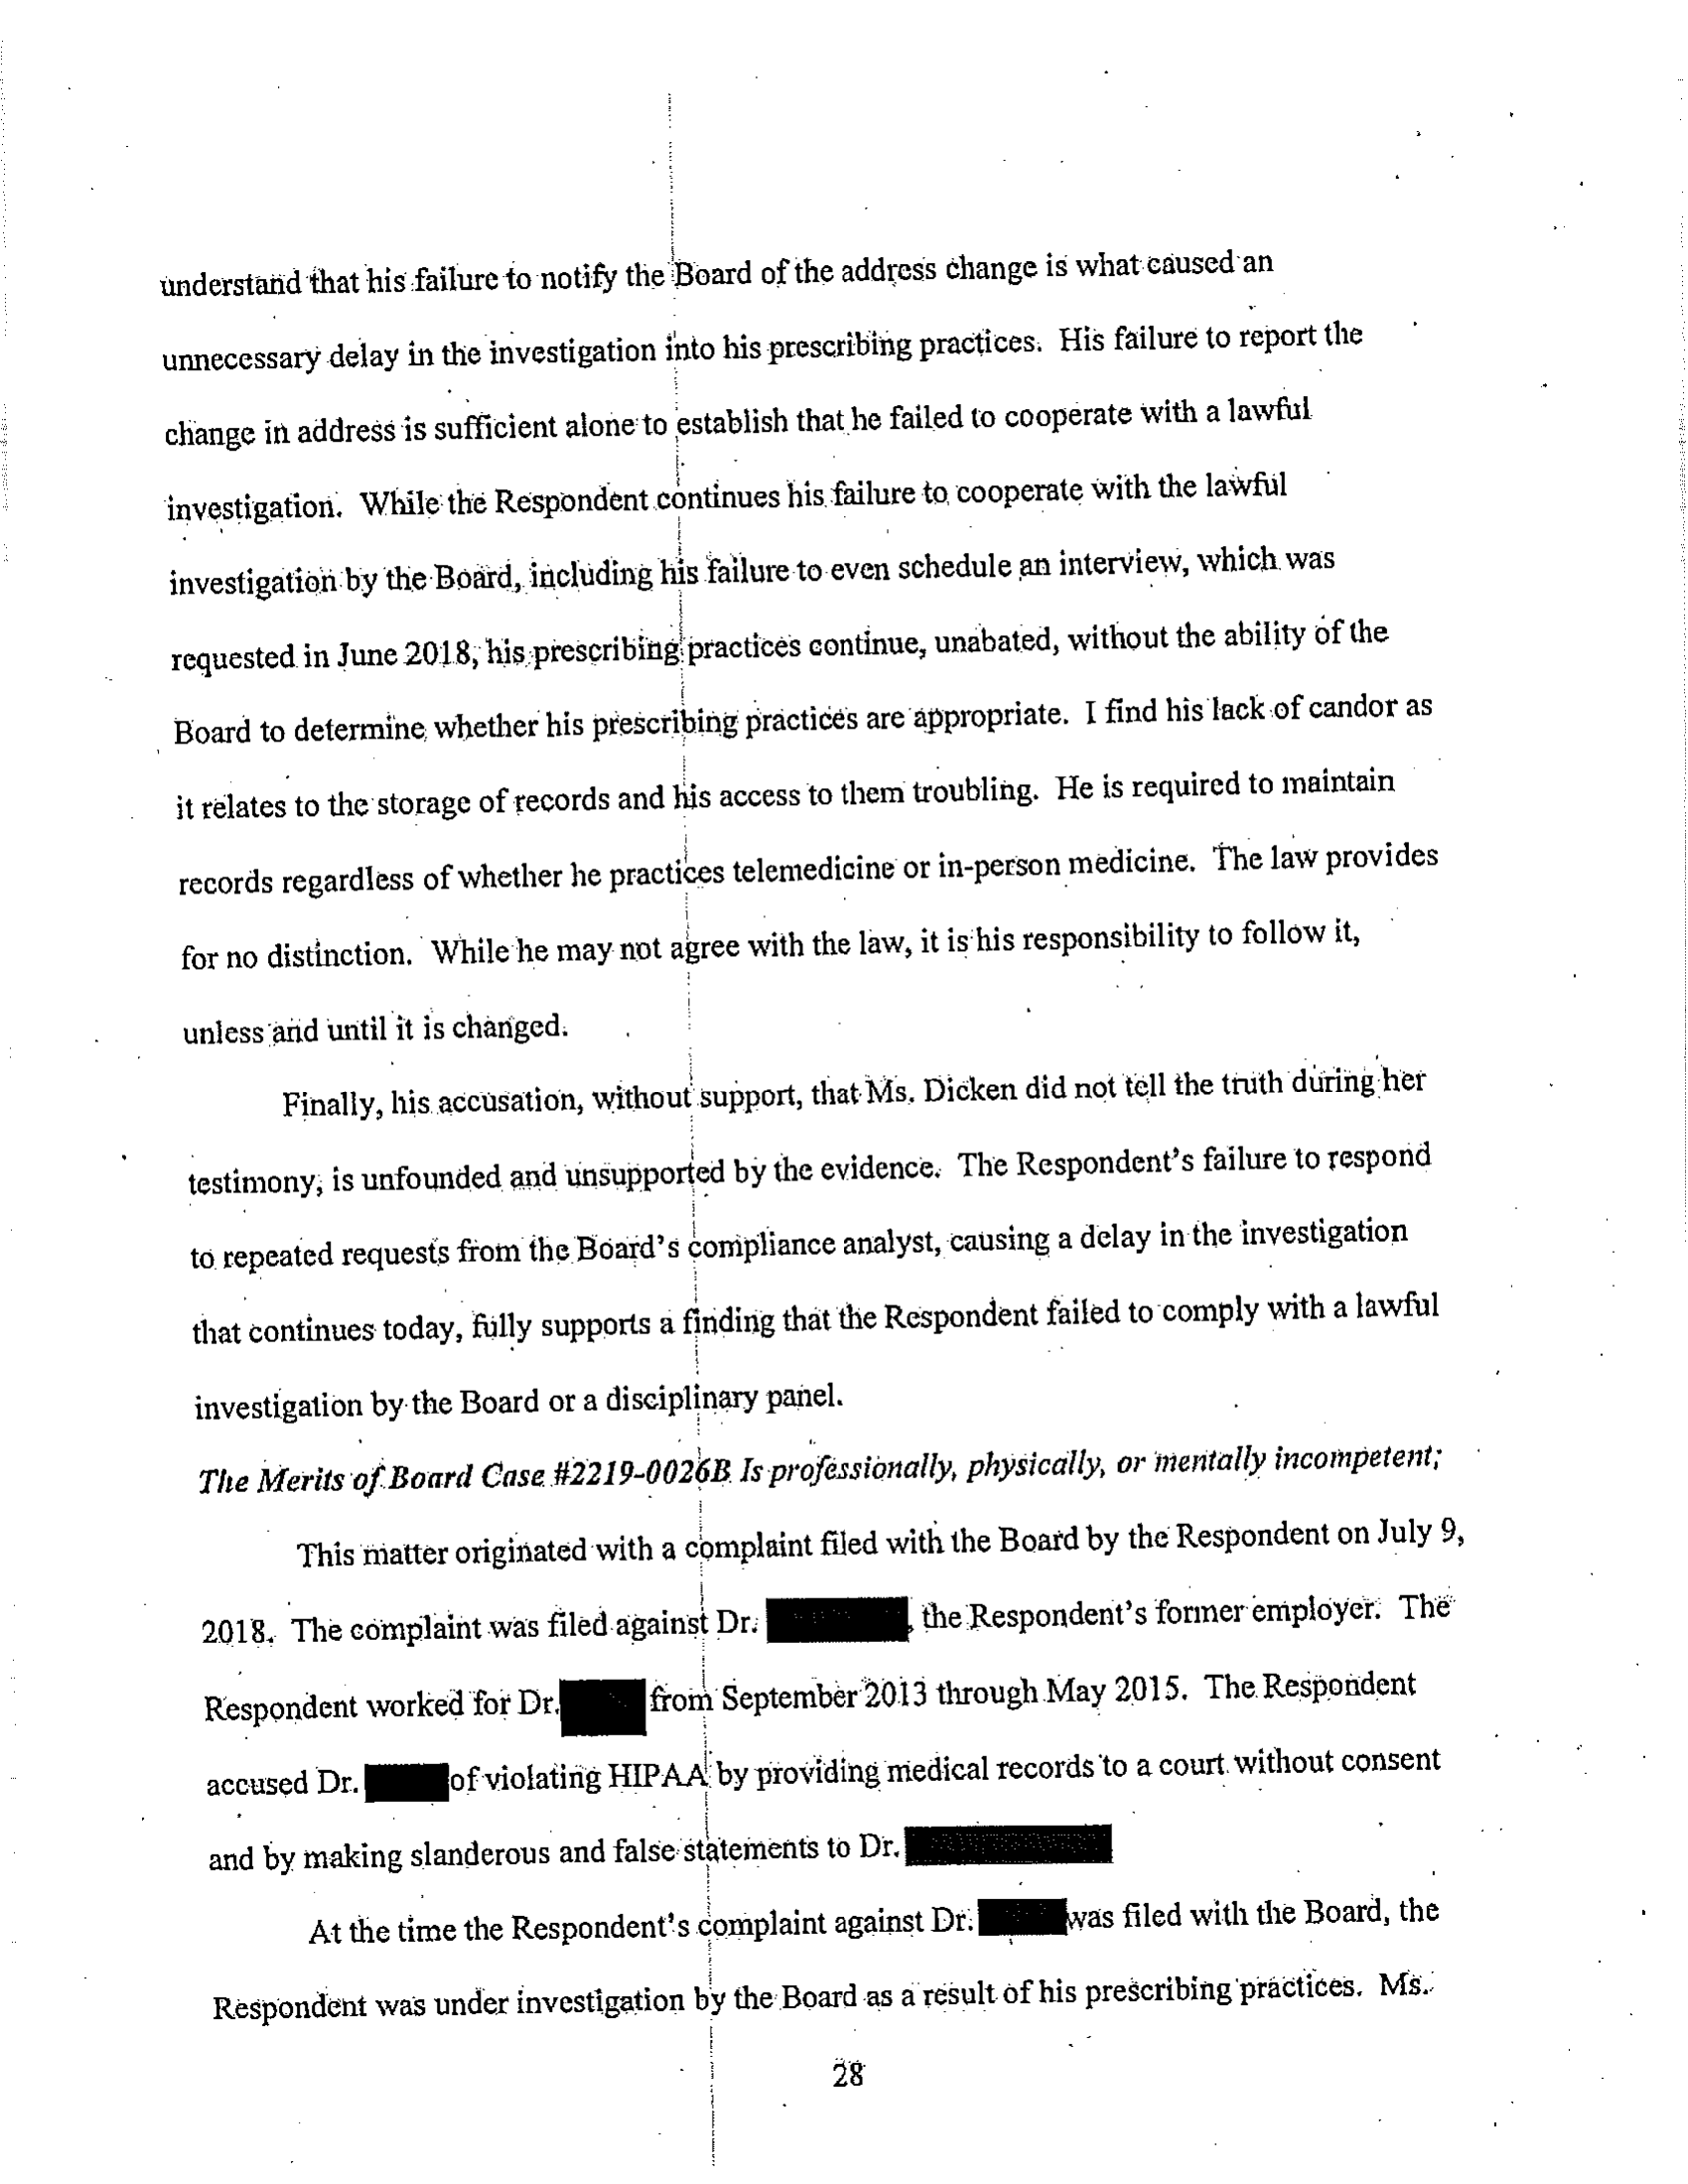 understand that his failure to notify the Board of the address change is what caused an
unnecessary delay in the investigation into his prescribing practices. His failure to report the
change in address is sufficient alone to establish that he failed to cooperate with a lawful
investigation. While the Respondent continues his failure to cooperate with the lawful
investigation by the Board, including his failure to even schedule an interview, which was
requested in June 2018, his prescribing practices continue, unabated, without the ability of the
Board to determine whether his prescribing practices are appropriate. I find his lack of candor as
it relates to the storage of records and his access to them troubling. He is required to maintain
records regardless of whether he practices telemedicine or in-person medicine. The law provides
for no distinction. While he may not agree with the law, it is his responsibility to follow it,
unless and until it is changed.
Finally, his accusation, without support, that Ms. Dicken did not tell the truth during her
testimony, is unfounded and unsupported by the evidence. The Respondent's failure to respond
to repeated requests from the Board's compliance analyst, causing a delay in the investigation
that continues today, fully supports a finding that the Respondent failed to comply with a lawful
investigation by the Board or a disciplinary panel.
The Merits of Board Case #2219-0026B Is professionally, physically, or mentally incompetent;
This matter originated with a complaint filed with the Board by the Respondent on July 9,
2018. The complaint was filed against Dr. , the Respondent's former employer. The
Respondent worked for Dr. from September 2013 through May 2015. The Respondent
accused Dr. of violating HIPAA by providing medical records to a court without consent
and by making slanderous and false statements to Dr.
At the time the Respondent's complaint against Dr. was filed with the Board, the
Respondent was under investigation by the Board as a result of his prescribing practices. Ms.
28